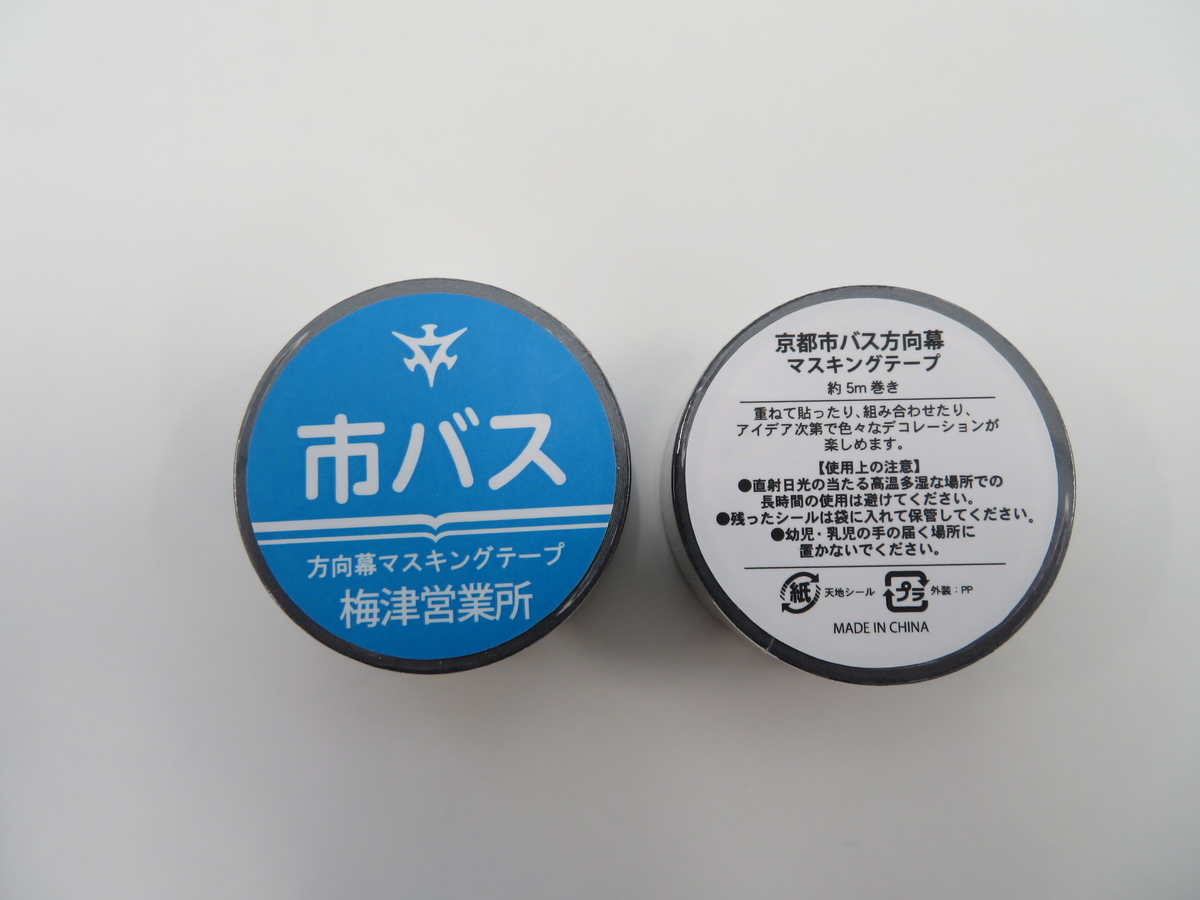 市バス
方向幕マスキングテープ
梅津営業所
京都市バス方向幕
マスキングテープ
約5m巻き
重ねて貼ったり、組み合わせたり、
アイデア次第で色々なデコレーションが
楽しめます。
【使用上の注意】
●直射日光の当たる高温多湿な場所での
長時間の使用は避けてください。
●残ったシールは袋に入れて保管してください。
●幼児・乳児の手の届く場所に
置かないでください。
紙 天地シール プラ 外装：PP
MADE IN CHINA